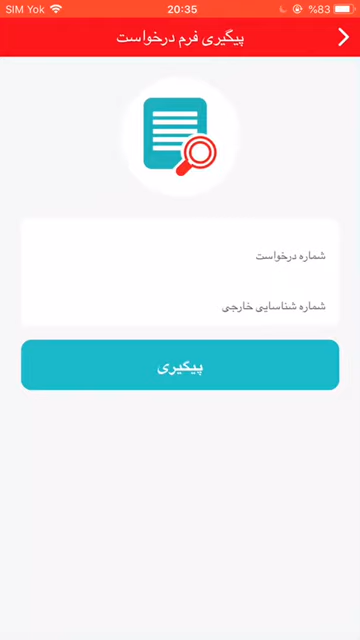 SIM Yok 20:35 %83
پیگیری فرم درخواست
شماره درخواست
شماره شناسایی خارجی
پیگیری